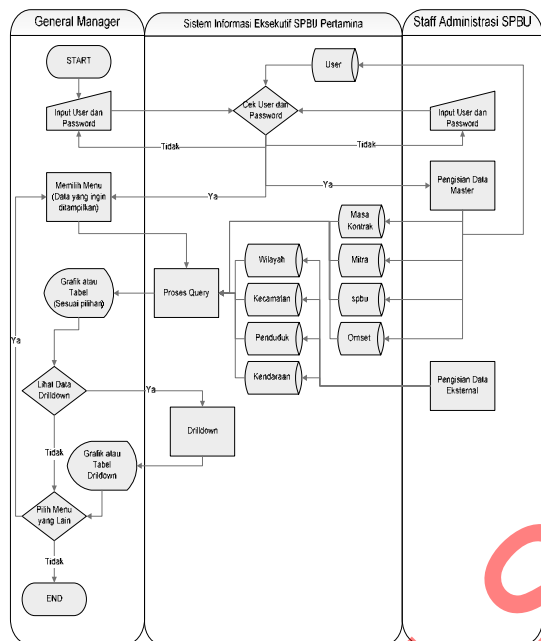 General Manager
Sistem Informasi Eksekutif SPBU Pertamina
Staff Administrasi SPBU
START
User
Input User dan
Password
Cek User dan
Password
Input User dan
Password
Tidak
Tidak
Memilih Menu
(Data yang ingin
ditampilkan)
Ya
Ya
Pengisian Data
Master
Masa
Kontrak
Mitra
Wilayah
Grafik atau
Tabel
(Sesuai pilihan)
Proses Query
Kecamatan
spbu
Penduduk
Omset
Ya
Lihat Data
Drilldown
Ya
Kendaraan
Pengisian Data
Eksternal
Drilldown
Tidak
Grafik atau
Tabel
Drildown
Pilih Menu
yang Lain
Tidak
END